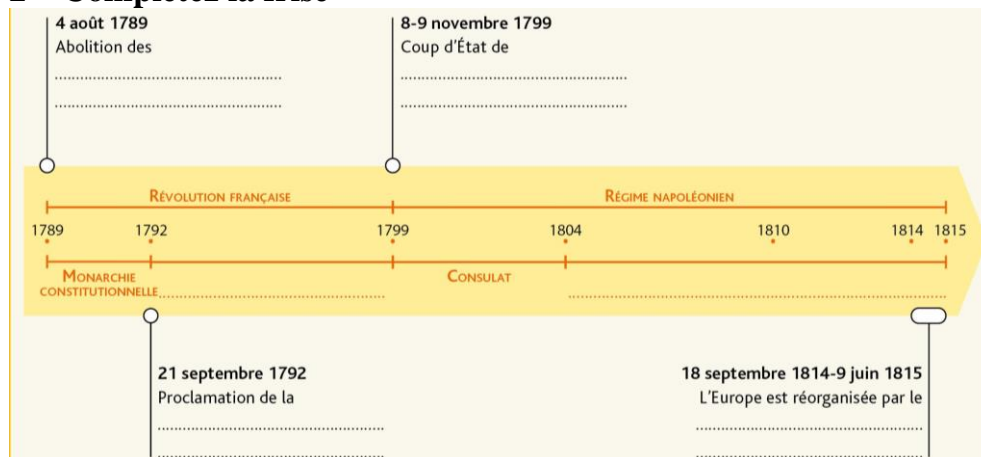 4 août 1789
Abolition des
8-9 novembre 1799
Coup d'État de
RÉVOLUTION FRANÇAISE
RÉGIME NAPOLÉONIEN
1789 1792 1799 1804 1810 1814 1815
MONARCHIE
CONSTITUTIONNELLE
CONSULAT
21 septembre 1792
Proclamation de la
18 septembre 1814-9 juin 1815
L'Europe est réorganisée par le